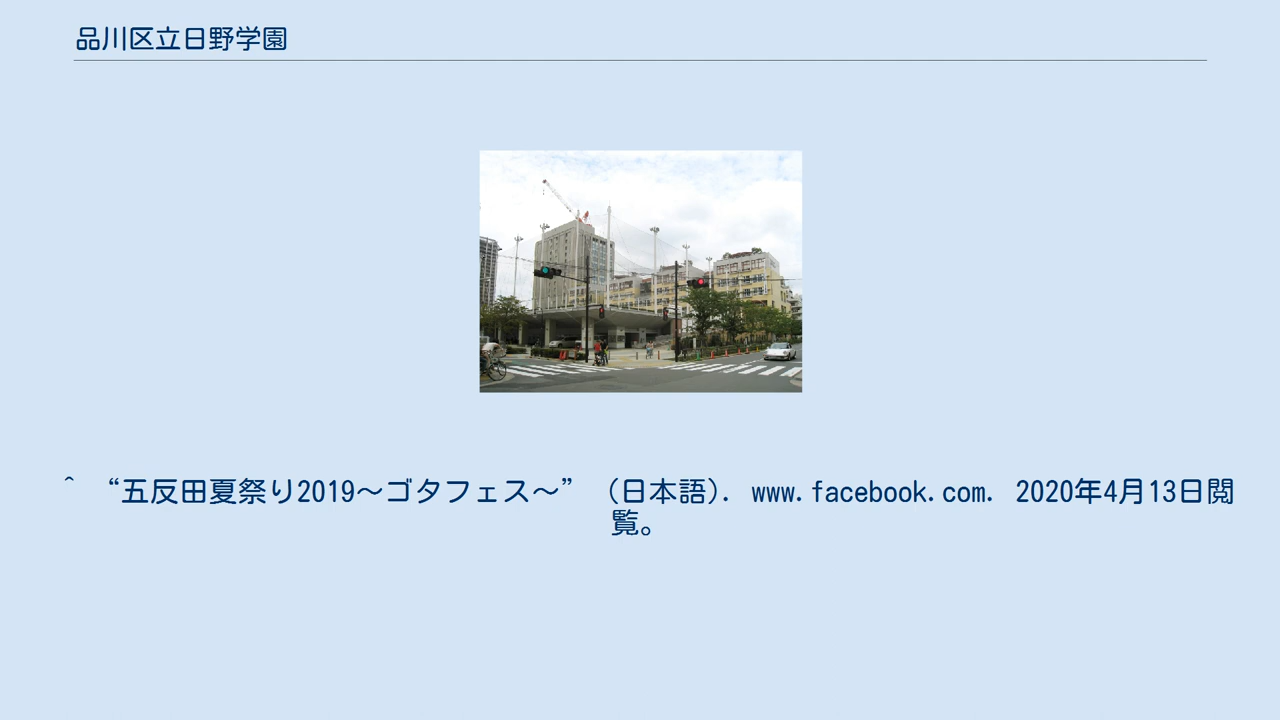 品川区立日野学園
^ “五反田夏祭り2019〜ゴタフェス〜” (日本語). www.facebook.com. 2020年4月13日閲
覧。